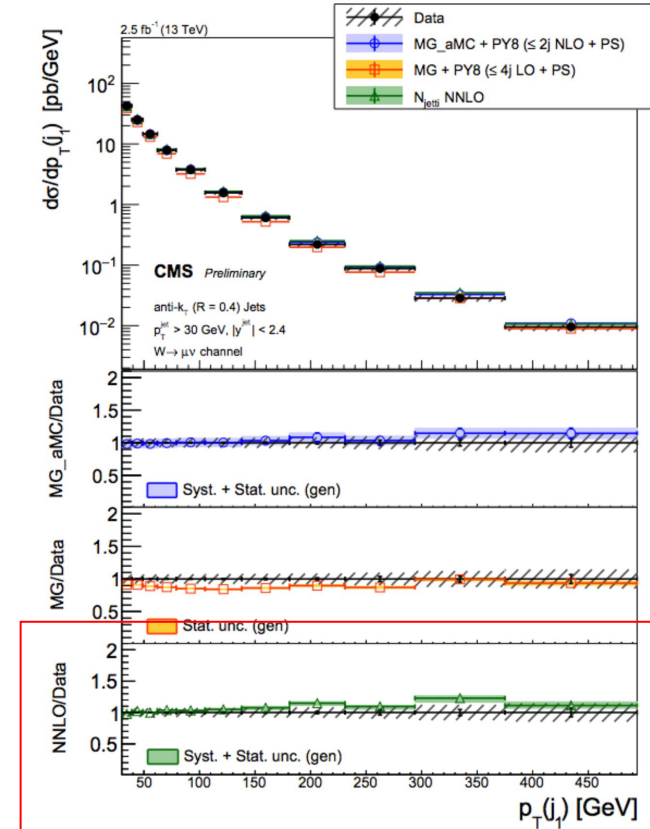 2.5 fb⁻¹ (13 TeV)
Data
MG_aMC + PY8 (≤ 2j NLO + PS)
MG + PY8 (≤ 4j LO + PS)
N_jetti NNLO
dσ/dp_T(j_1) [pb/GeV]
10²
10
1
10⁻¹
10⁻²
CMS Preliminary
anti-k_T (R = 0.4) Jets
p_T^jet > 30 GeV, |y^jet| < 2.4
W→ μν channel
MG_aMC/Data
2
1.5
1
0.5
Syst. + Stat. unc. (gen)
MG/Data
2
1.5
1
0.5
Stat. unc. (gen)
NNLO/Data
2
1.5
1
0.5
Syst. + Stat. unc. (gen)
50 100 150 200 250 300 350 400 450
p_T(j_1) [GeV]